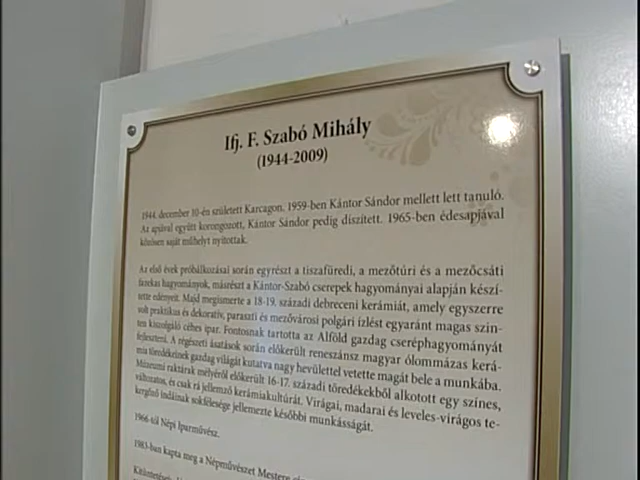 Ifj. F. Szabó Mihály
(1944-2009)
1944. december 10-én született Karcagon. 1959-ben Kántor Sándor mellett lett tanuló.
Az apjával együtt korongozott, Kántor Sándor pedig díszített. 1965-ben édesapjával
közösen saját műhelyt nyitottak.
Az első évek próbálkozásai során egyrészt a tiszafüredi, a mezőtúri és a mezőcsáti
fazekas hagyományok, másrészt a Kántor-Szabó cserepek hagyományai alapján készí-
tette edényeit. Majd megismerte a 18-19. századi debreceni kerámiát, amely egyszerre
volt praktikus és dekoratív, paraszti és mezővárosi polgári ízlést egyaránt magas szin-
ten kiszolgáló céhes ipar. Fontosnak tartotta az Alföld gazdag cseréphagyományát
fejleszteni. A régészeti ásatások során előkerült reneszánsz magyar ólommázas kerá-
mia töredékeinek gazdag világát kutatva nagy hevülettel vetette magát bele a munkába.
Múzeumi raktárak mélyéről előkerült 16-17. századi töredékekből alkotott egy színes,
változatos, és csak rá jellemző kerámiakultúrát. Virágai, madarai és leveles-virágos te-
kergőző indáinak sokfélesége jellemezte későbbi munkásságát.
1966-tól Népi Iparművész.
1983-ban kapta meg a Népművészet Mestere